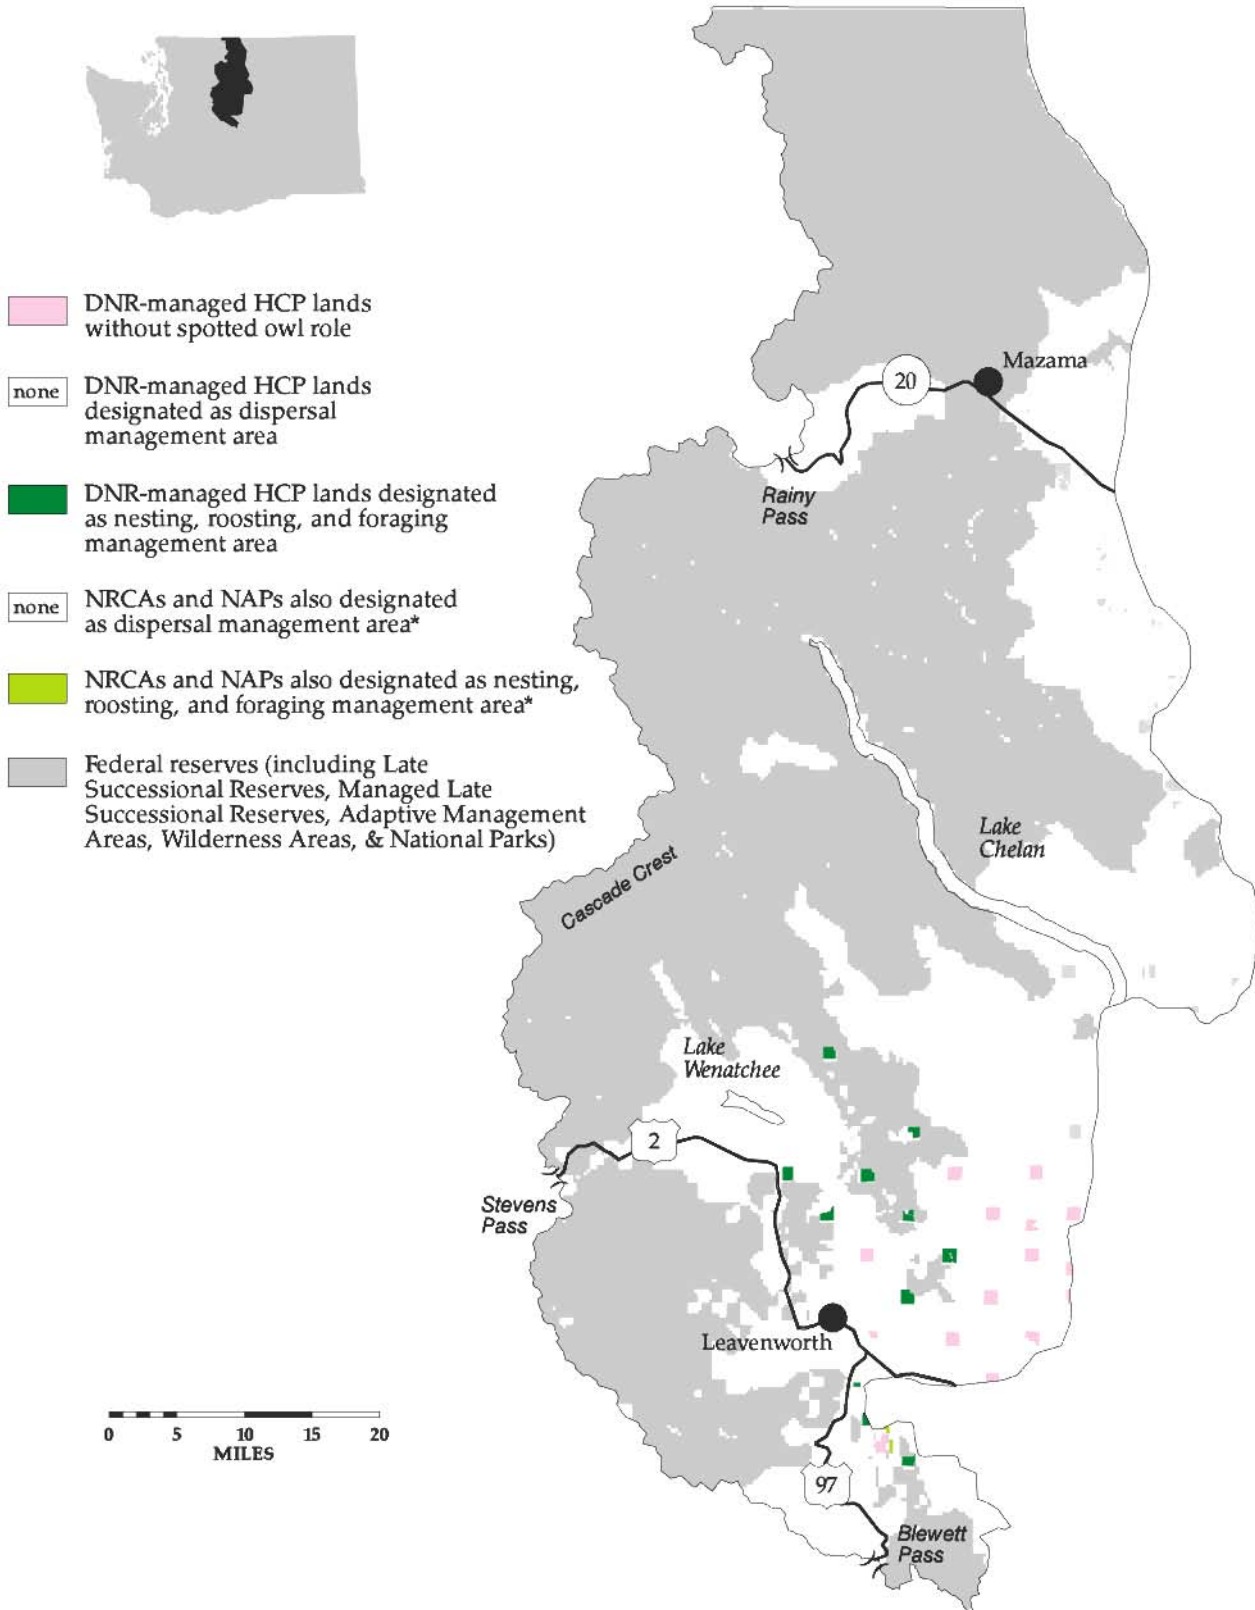 DNR-managed HCP lands
without spotted owl role
none
DNR-managed HCP lands
designated as dispersal
management area
DNR-managed HCP lands designated
as nesting, roosting, and foraging
management area
none
NRCAs and NAPs also designated
as dispersal management area*
NRCAs and NAPs also designated as nesting,
roosting, and foraging management area*
Federal reserves (including Late
Successional Reserves, Managed Late
Successional Reserves, Adaptive Management
Areas, Wilderness Areas, & National Parks)
Mazama
20
Rainy
Pass
Lake
Chelan
Cascade Crest
Lake
Wenatchee
2
Stevens
Pass
Leavenworth
97
Blewett
Pass
0 5 10 15 20
MILES